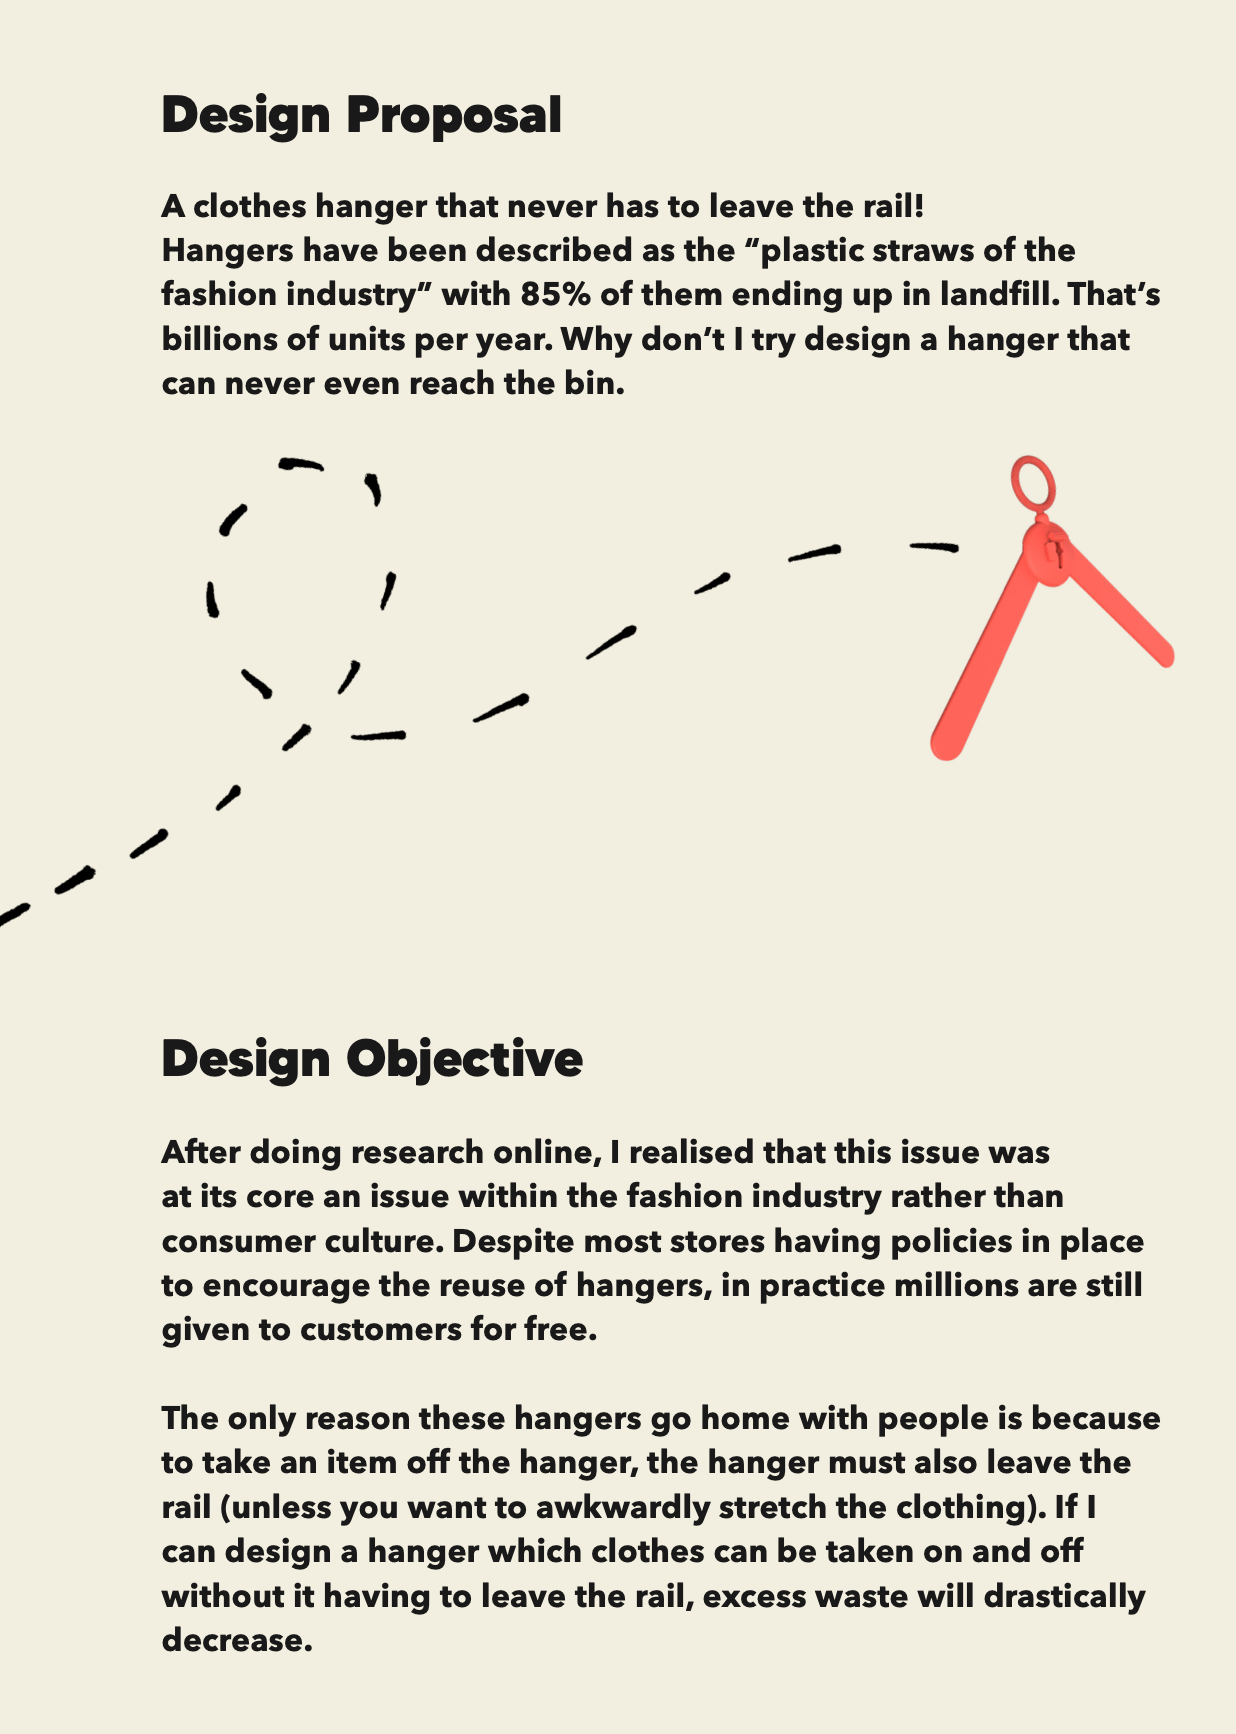 Design Proposal
A clothes hanger that never has to leave the rail!
Hangers have been described as the “plastic straws of the
fashion industry” with 85% of them ending up in landfill. That’s
billions of units per year. Why don’t I try design a hanger that
can never even reach the bin.
Design Objective
After doing research online, I realised that this issue was
at its core an issue within the fashion industry rather than
consumer culture. Despite most stores having policies in place
to encourage the reuse of hangers, in practice millions are still
given to customers for free.
The only reason these hangers go home with people is because
to take an item off the hanger, the hanger must also leave the
rail (unless you want to awkwardly stretch the clothing). If I
can design a hanger which clothes can be taken on and off
without it having to leave the rail, excess waste will drastically
decrease.